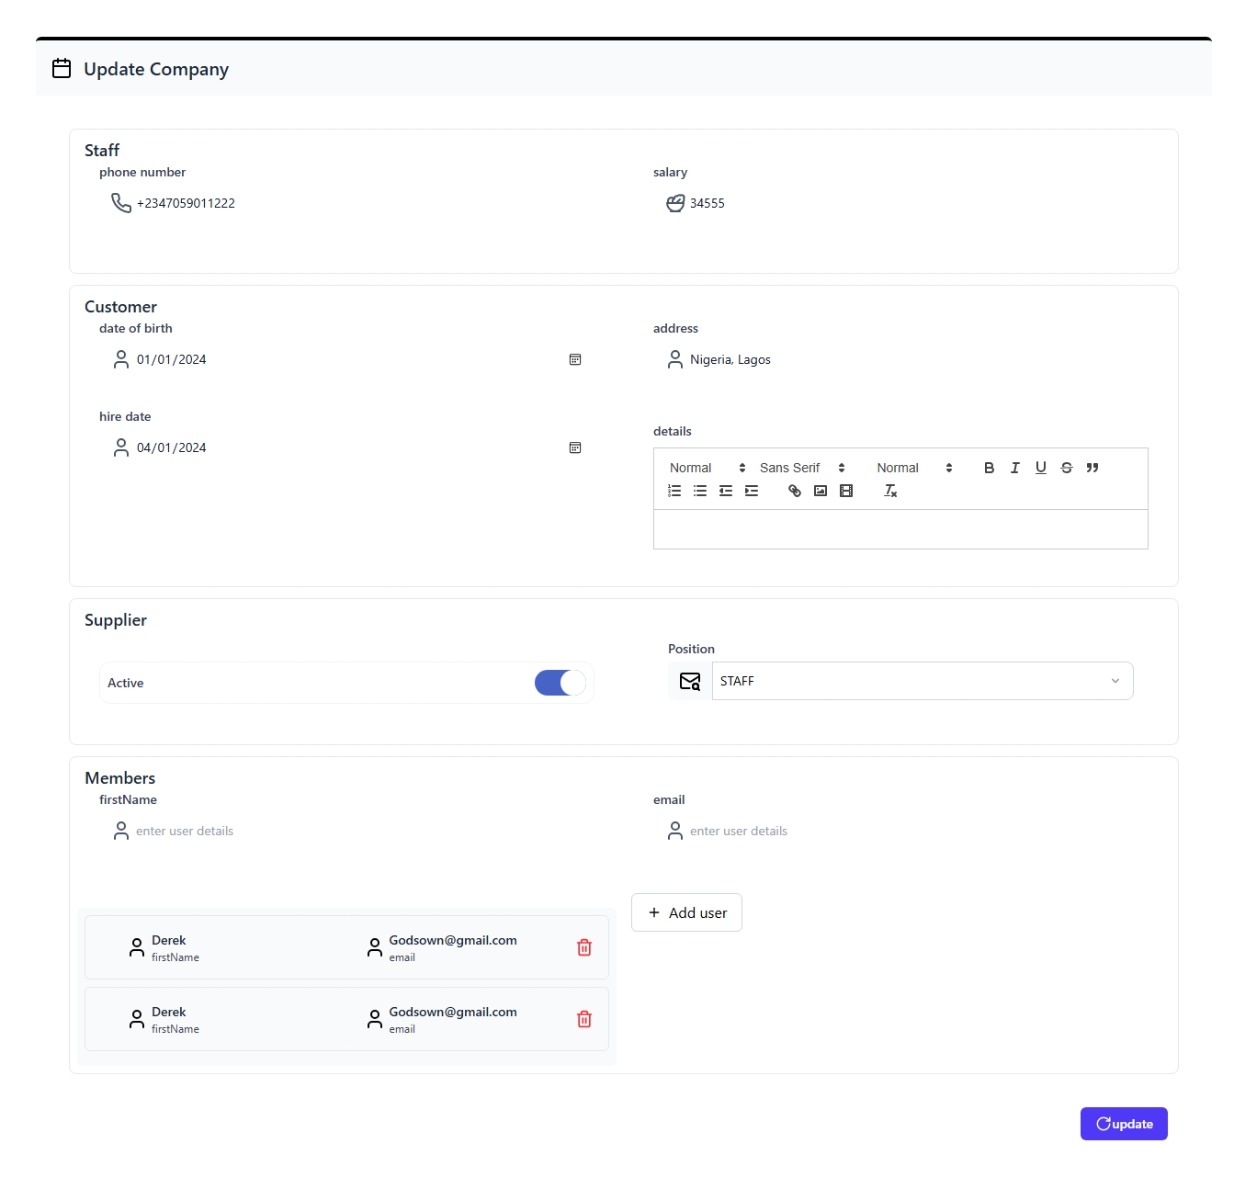 Update Company
Staff
phone number
+2347059011222
salary
34555
Customer
date of birth
01/01/2024
address
Nigeria, Lagos
hire date
04/01/2024
details
Normal Sans Serif Normal B I U S
Supplier
Active
Position
STAFF
Members
firstName
enter user details
email
enter user details
+ Add user
Derek
firstName
Godsown@gmail.com
email
Derek
firstName
Godsown@gmail.com
email
update